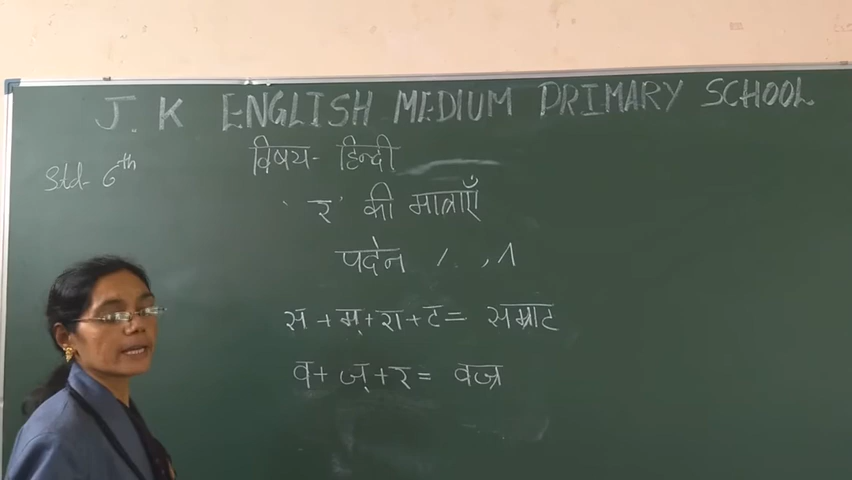 J. K ENGLISH MEDIUM PRIMARY SCHOOL
Std- 6th
विषय- हिन्दी
'र' की मात्राएँ
पदेन / , ^
स + म् + रा + ट = सम्राट
व + ज् + र = वज्र